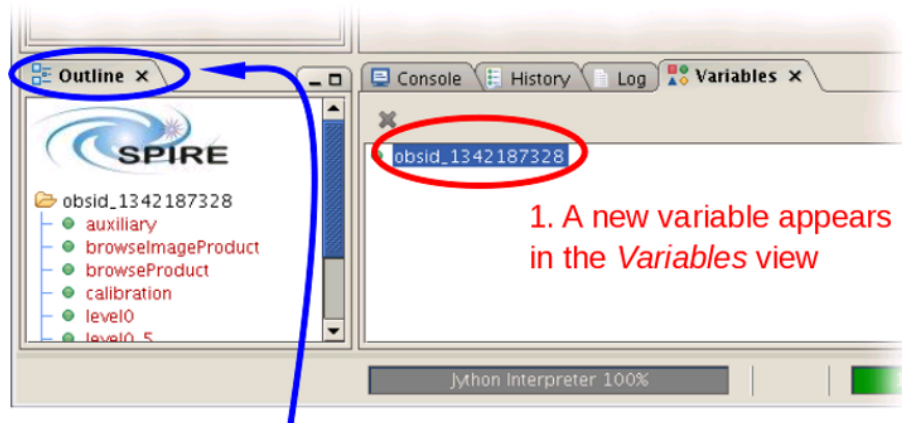 Outline
Console
History
Log
Variables
SPIRE
obsid_1342187328
auxiliary
browseImageProduct
browseProduct
calibration
level0
level0_5
obsid_1342187328
1. A new variable appears
in the Variables view
Jython Interpreter 100%